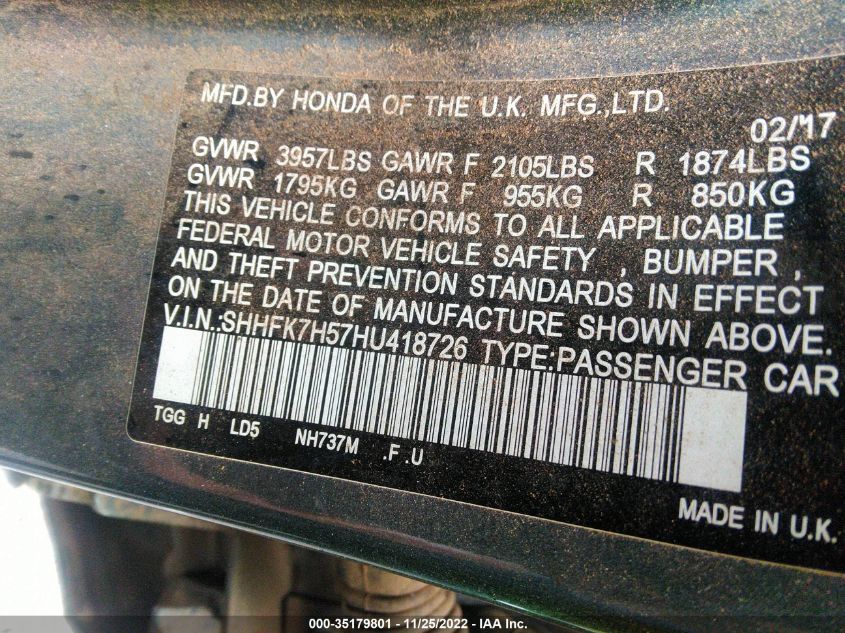 MFD.BY HONDA OF THE U.K. MFG.,LTD.
02/17
GVWR 3957LBS GAWR F 2105LBS R 1874LBS
GVWR 1795KG GAWR F 955KG R 850KG
THIS VEHICLE CONFORMS TO ALL APPLICABLE
FEDERAL MOTOR VEHICLE SAFETY , BUMPER ,
AND THEFT PREVENTION STANDARDS IN EFFECT
ON THE DATE OF MANUFACTURE SHOWN ABOVE.
V.I.N.:SHHFK7H57HU418726 TYPE:PASSENGER CAR
TGG H LD5 NH737M .F .U
MADE IN U.K.
000-35179801 - 11/25/2022 - IAA Inc.